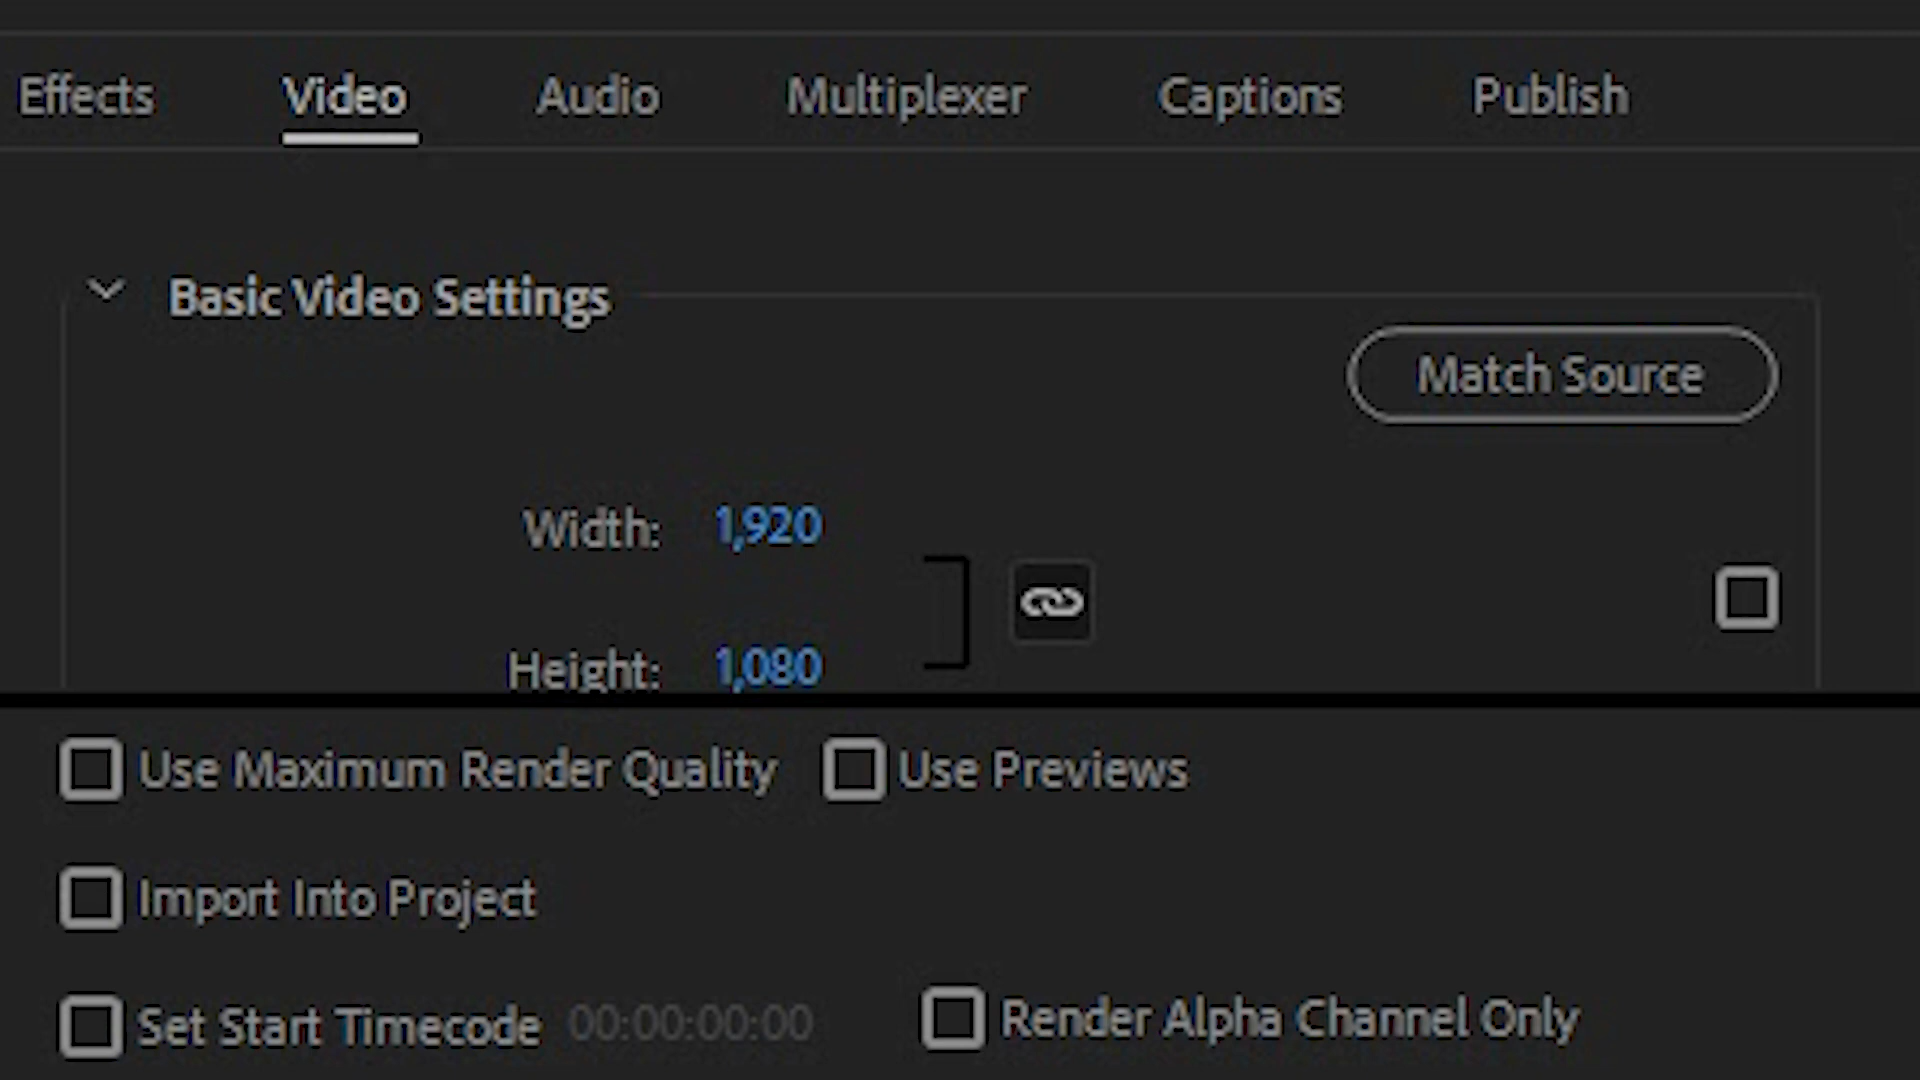 Effects Video Audio Multiplexer Captions Publish
Basic Video Settings
Match Source
Width: 1,920
Height: 1,080
Use Maximum Render Quality Use Previews
Import Into Project
Set Start Timecode 00:00:00:00 Render Alpha Channel Only